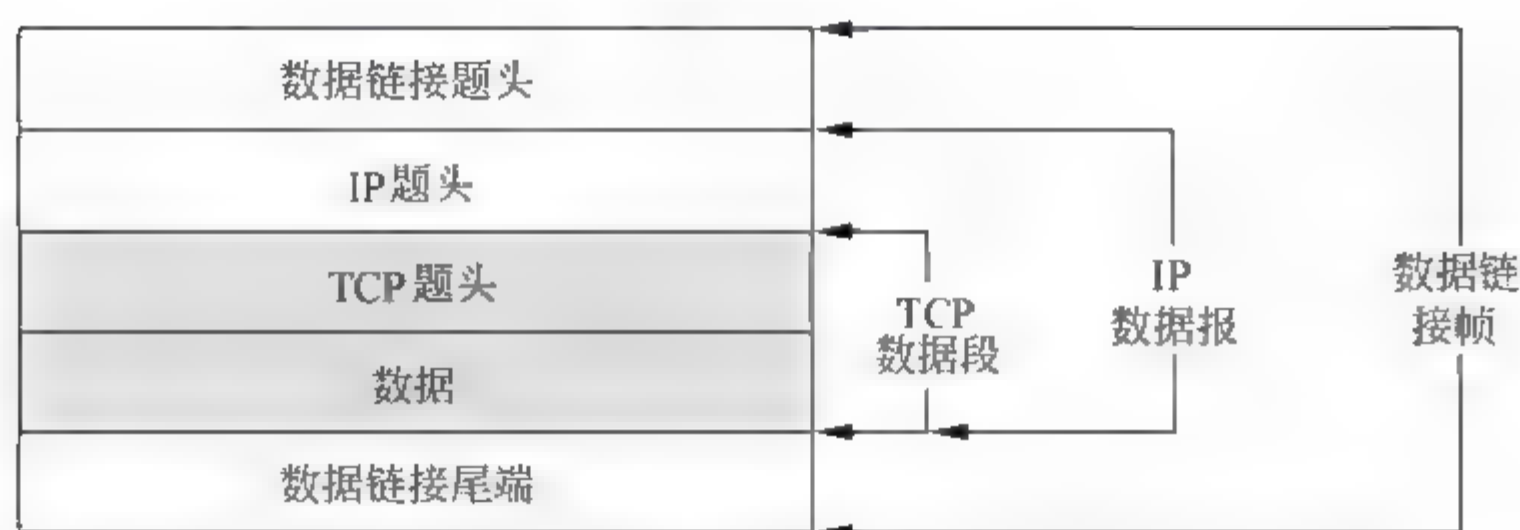 数据链接题头
IP题头
TCP题头
数据
数据链接尾端
TCP
数据段
IP
数据报
数据链
接帧